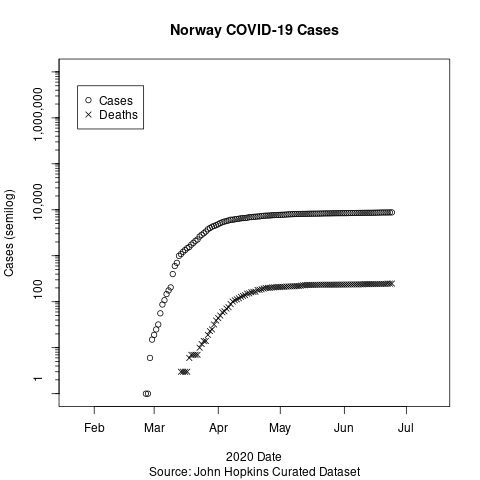 Norway COVID-19 Cases
Cases
Deaths
Cases (semilog)
1,000,000
10,000
100
1
Feb Mar Apr May Jun Jul
2020 Date
Source: John Hopkins Curated Dataset